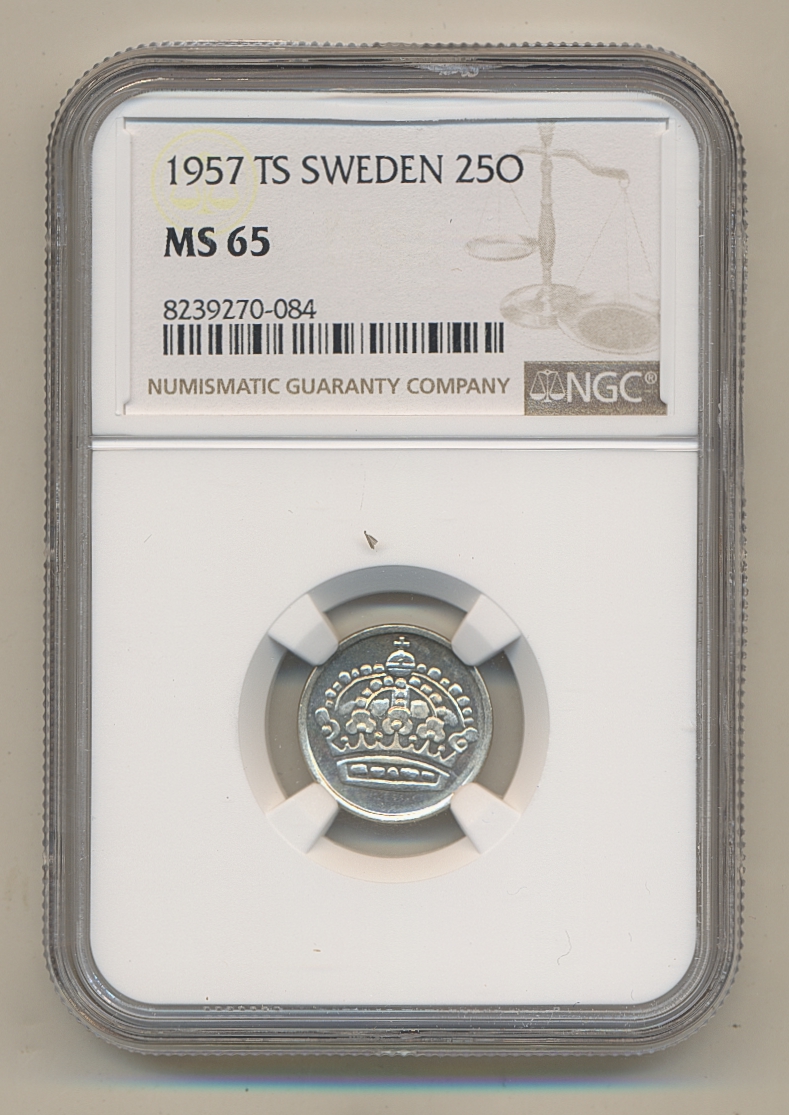 1957 TS SWEDEN 25O
MS 65
8239270-084
NUMISMATIC GUARANTY COMPANY
NGC®